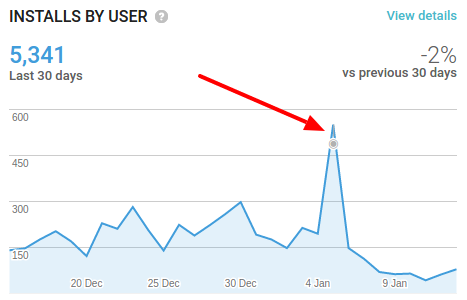 INSTALLS BY USER ?
View details
5,341
-2%
Last 30 days
vs previous 30 days
600
450
300
150
20 Dec 25 Dec 30 Dec 4 Jan 9 Jan